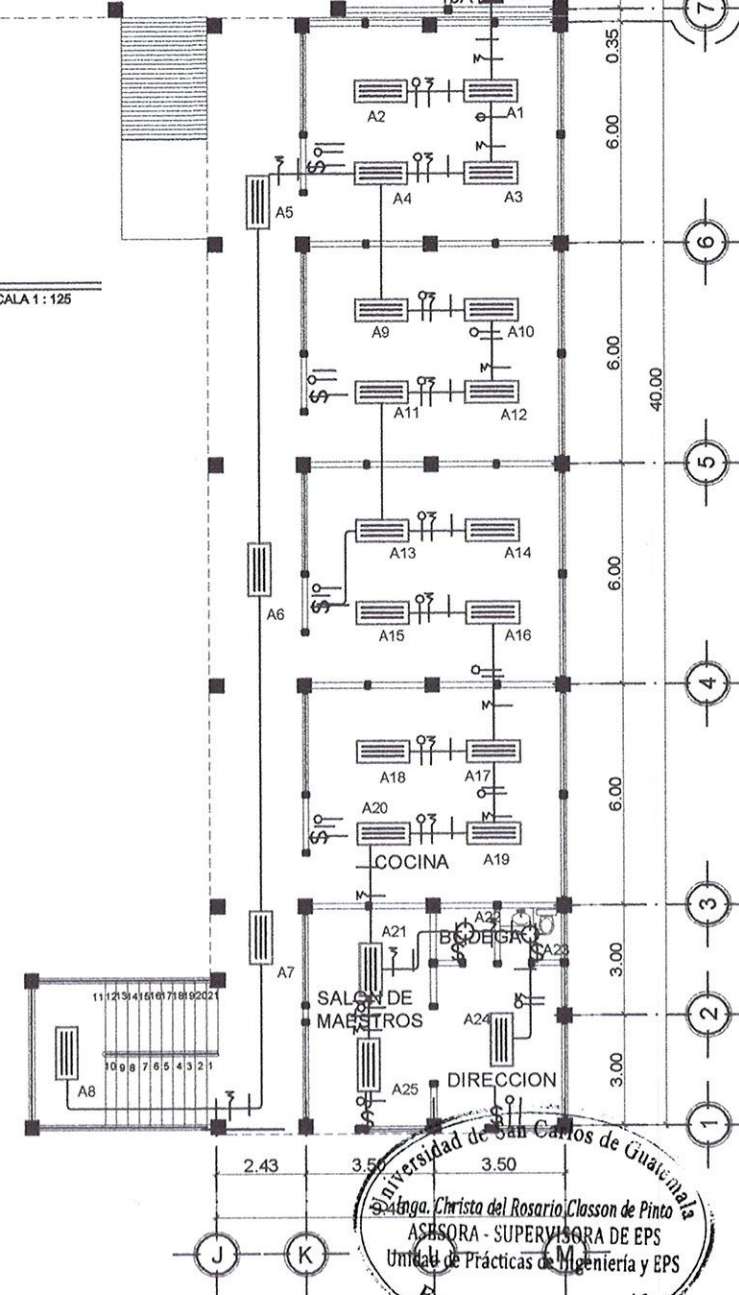 7
0.35
A2
A1
6.00
A4
A3
A5
6
CALA 1 : 125
A9
A10
6.00
40.00
A11
A12
5
A13
A14
6.00
A6
A15
A16
4
A18
A17
6.00
A20
A19
COCINA
3
A22
A21
BODEGA
A23
A7
3.00
11 12 13 14 15 16 17 18 19 20 21
SALON DE
MAESTROS
A24
2
10 9 8 7 6 5 4 3 2 1
A8
A25
DIRECCION
3.00
1
2.43
3.50
3.50
Universidad de San Carlos de Guatemala
Inga. Christa del Rosario Classon de Pinto
ASESORA - SUPERVISORA DE EPS
Unidad de Prácticas de Ingeniería y EPS
J
K
M